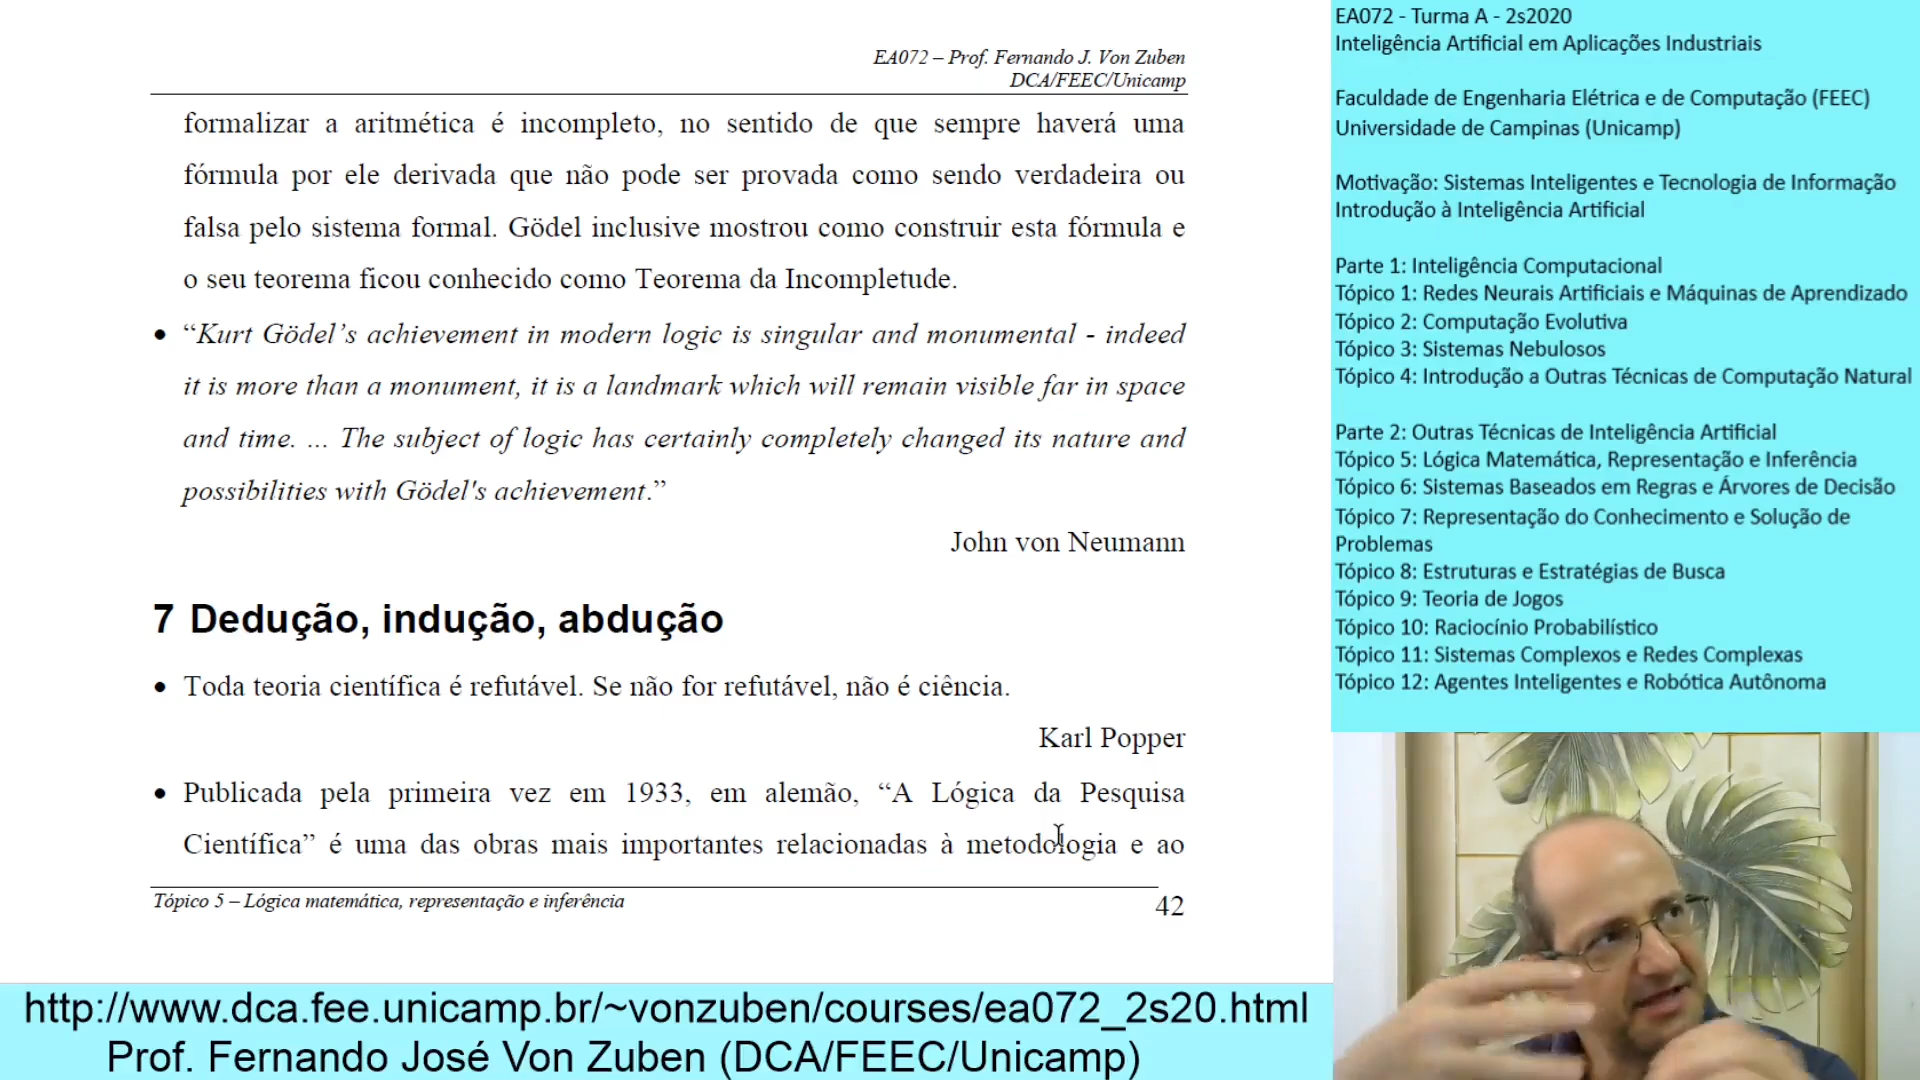 EA072 – Prof. Fernando J. Von Zuben
DCA/FEEC/Unicamp
formalizar a aritmética é incompleto, no sentido de que sempre haverá uma
fórmula por ele derivada que não pode ser provada como sendo verdadeira ou
falsa pelo sistema formal. Gödel inclusive mostrou como construir esta fórmula e
o seu teorema ficou conhecido como Teorema da Incompletude.
• “Kurt Gödel’s achievement in modern logic is singular and monumental - indeed
it is more than a monument, it is a landmark which will remain visible far in space
and time. ... The subject of logic has certainly completely changed its nature and
possibilities with Gödel's achievement.”
John von Neumann
7 Dedução, indução, abdução
• Toda teoria científica é refutável. Se não for refutável, não é ciência.
Karl Popper
• Publicada pela primeira vez em 1933, em alemão, “A Lógica da Pesquisa
Científica” é uma das obras mais importantes relacionadas à metodologia e ao
Tópico 5 – Lógica matemática, representação e inferência
42
EA072 - Turma A - 2s2020
Inteligência Artificial em Aplicações Industriais
Faculdade de Engenharia Elétrica e de Computação (FEEC)
Universidade de Campinas (Unicamp)
Motivação: Sistemas Inteligentes e Tecnologia de Informação
Introdução à Inteligência Artificial
Parte 1: Inteligência Computacional
Tópico 1: Redes Neurais Artificiais e Máquinas de Aprendizado
Tópico 2: Computação Evolutiva
Tópico 3: Sistemas Nebulosos
Tópico 4: Introdução a Outras Técnicas de Computação Natural
Parte 2: Outras Técnicas de Inteligência Artificial
Tópico 5: Lógica Matemática, Representação e Inferência
Tópico 6: Sistemas Baseados em Regras e Árvores de Decisão
Tópico 7: Representação do Conhecimento e Solução de
Problemas
Tópico 8: Estruturas e Estratégias de Busca
Tópico 9: Teoria de Jogos
Tópico 10: Raciocínio Probabilístico
Tópico 11: Sistemas Complexos e Redes Complexas
Tópico 12: Agentes Inteligentes e Robótica Autônoma
http://www.dca.fee.unicamp.br/~vonzuben/courses/ea072_2s20.html
Prof. Fernando José Von Zuben (DCA/FEEC/Unicamp)